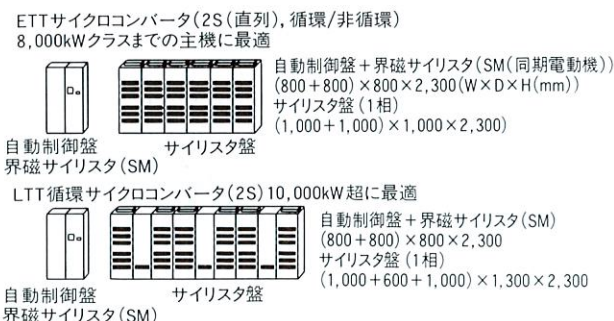 ETTサイクロコンバータ(2S(直列),循環/非循環)
8,000kWクラスまでの主機に最適
自動制御盤+界磁サイリスタ(SM(同期電動機))
(800+800)×800×2,300(W×D×H(mm))
サイリスタ盤(1相)
(1,000+1,000)×1,000×2,300)
自動制御盤
界磁サイリスタ(SM)
サイリスタ盤
LTT循環サイクロコンバータ(2S)10,000kW超に最適
自動制御盤+界磁サイリスタ(SM)
(800+800)×800×2,300
サイリスタ盤(1相)
(1,000+600+1,000)×1,300×2,300
自動制御盤
界磁サイリスタ(SM)
サイリスタ盤